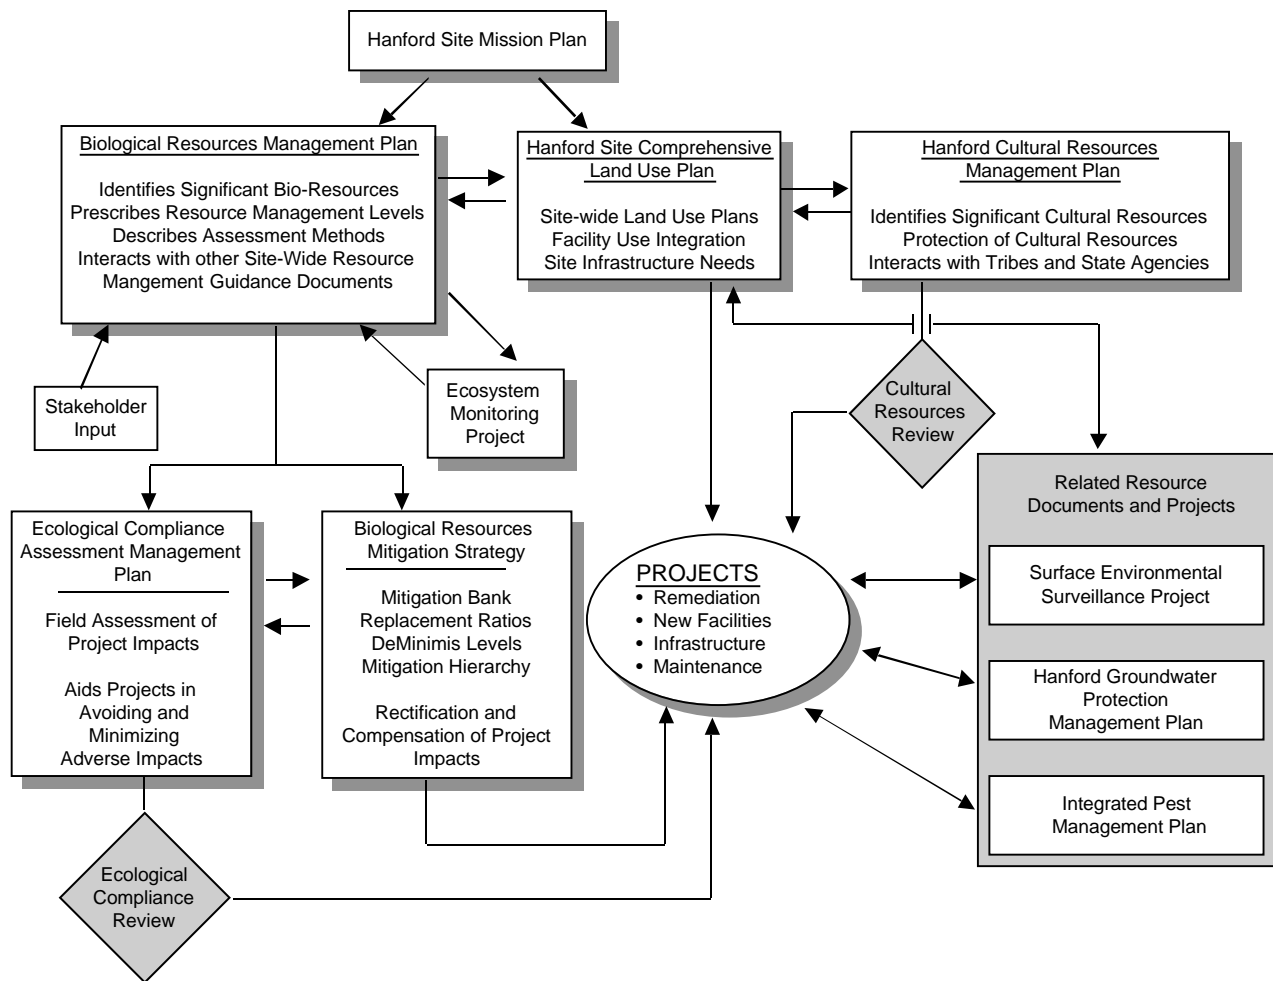 Hanford Site Mission Plan
Biological Resources Management Plan
Identifies Significant Bio-Resources
Prescribes Resource Management Levels
Describes Assessment Methods
Interacts with other Site-Wide Resource
Mangement Guidance Documents
Hanford Site Comprehensive
Land Use Plan
Site-wide Land Use Plans
Facility Use Integration
Site Infrastructure Needs
Hanford Cultural Resources
Management Plan
Identifies Significant Cultural Resources
Protection of Cultural Resources
Interacts with Tribes and State Agencies
Stakeholder
Input
Ecosystem
Monitoring
Project
Cultural
Resources
Review
Ecological Compliance
Assessment Management
Plan
Field Assessment of
Project Impacts
Aids Projects in
Avoiding and
Minimizing
Adverse Impacts
Biological Resources
Mitigation Strategy
Mitigation Bank
Replacement Ratios
DeMinimis Levels
Mitigation Hierarchy
Rectification and
Compensation of Project
Impacts
PROJECTS
• Remediation
• New Facilities
• Infrastructure
• Maintenance
Related Resource
Documents and Projects
Surface Environmental
Surveillance Project
Hanford Groundwater
Protection
Management Plan
Integrated Pest
Management Plan
Ecological
Compliance
Review